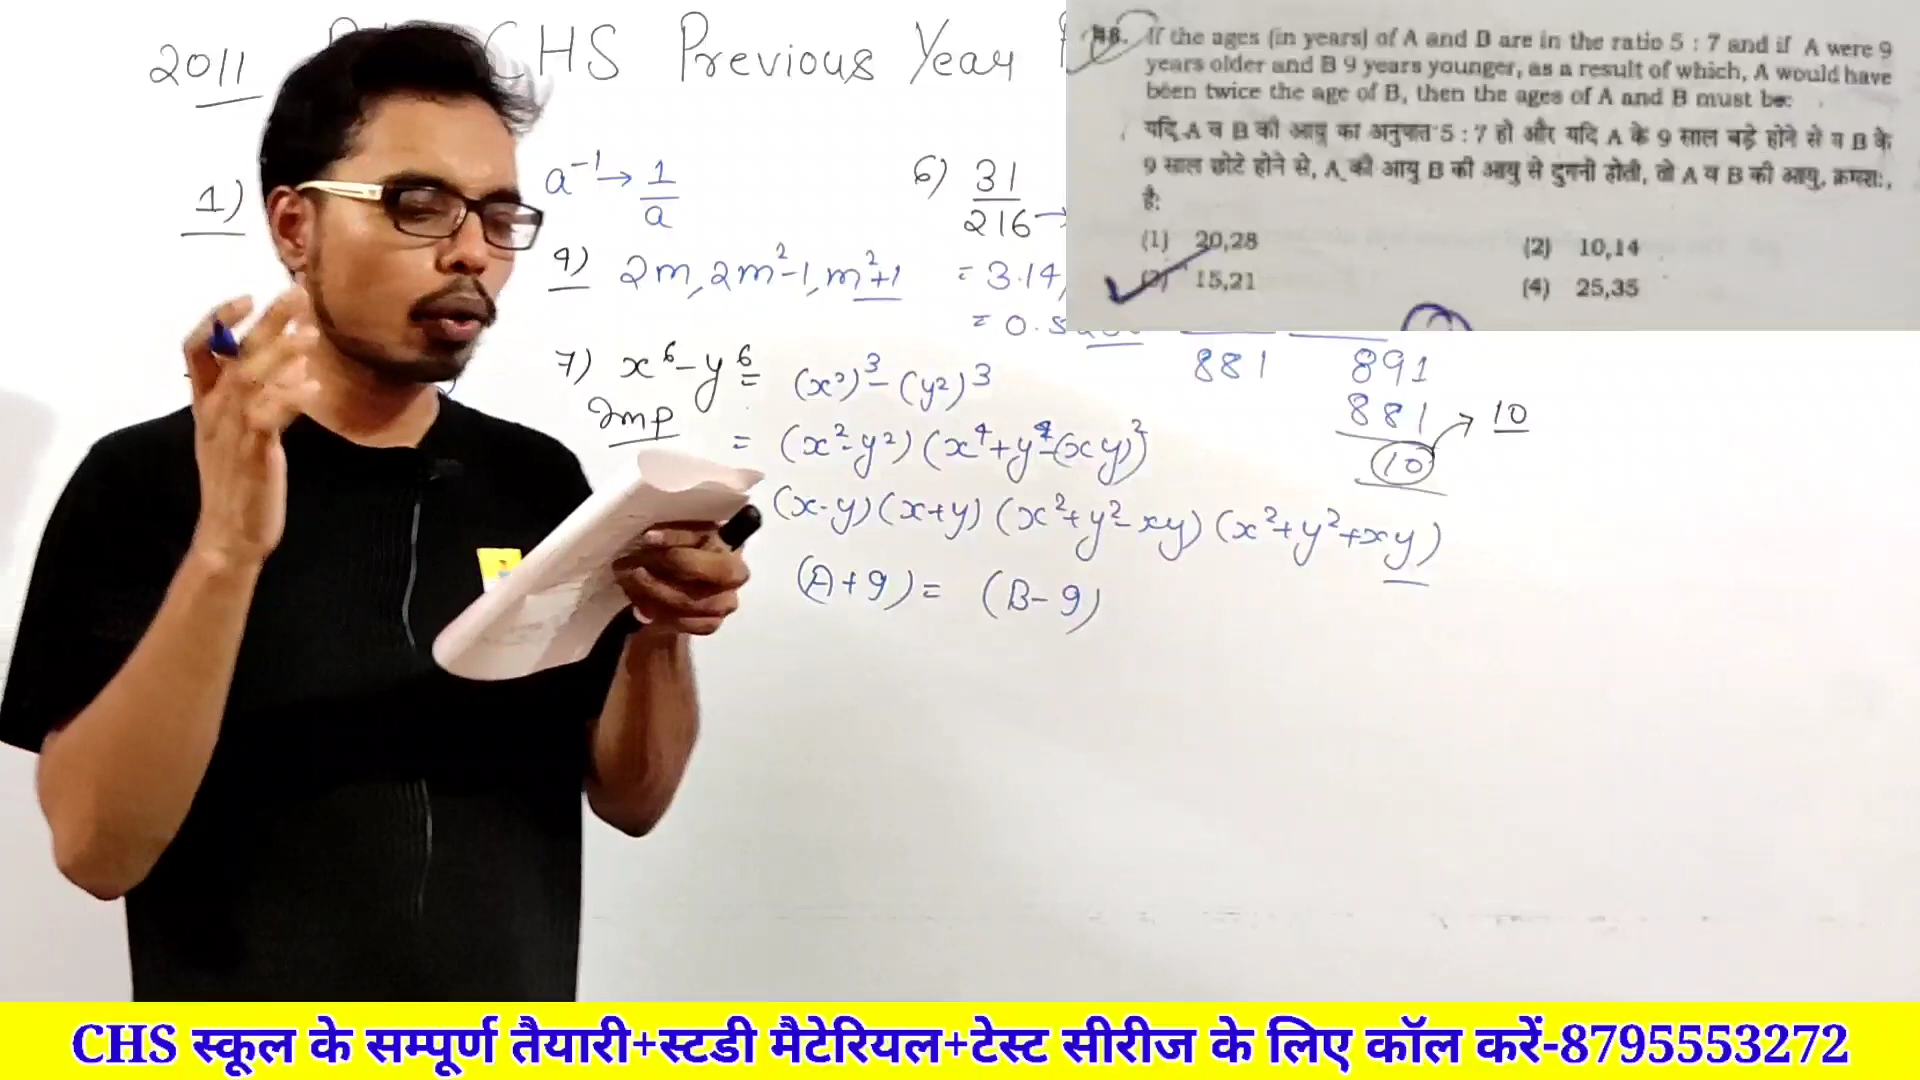 2011 CHS Previous Year
1)
a⁻¹ → 1/a
4) 2m, 2m²-1, m²+1
6) 31/216 →
= 3.14
= 0.5
7) x⁶-y⁶ = (x²)³-(y²)³
Imp
= (x²-y²)(x⁴+y⁴-(xy)²
(x-y)(x+y)(x²+y²-xy)(x²+y²+xy)
(A+9) = (B-9)
881 891
881 → 10
10
If the ages (in years) of A and B are in the ratio 5 : 7 and if A were 9
years older and B 9 years younger, as a result of which, A would have
been twice the age of B, then the ages of A and B must be:
यदि A व B की आयु का अनुपात 5 : 7 हो और यदि A के 9 साल बड़े होने से व B के
9 साल छोटे होने से, A की आयु B की आयु से दुगनी होती, तो A व B की आयु, क्रमशः,
है:
(1) 20,28 (2) 10,14
(3) 15,21 (4) 25,35
CHS स्कूल के सम्पूर्ण तैयारी+स्टडी मैटेरियल+टेस्ट सीरीज के लिए कॉल करें-8795553272